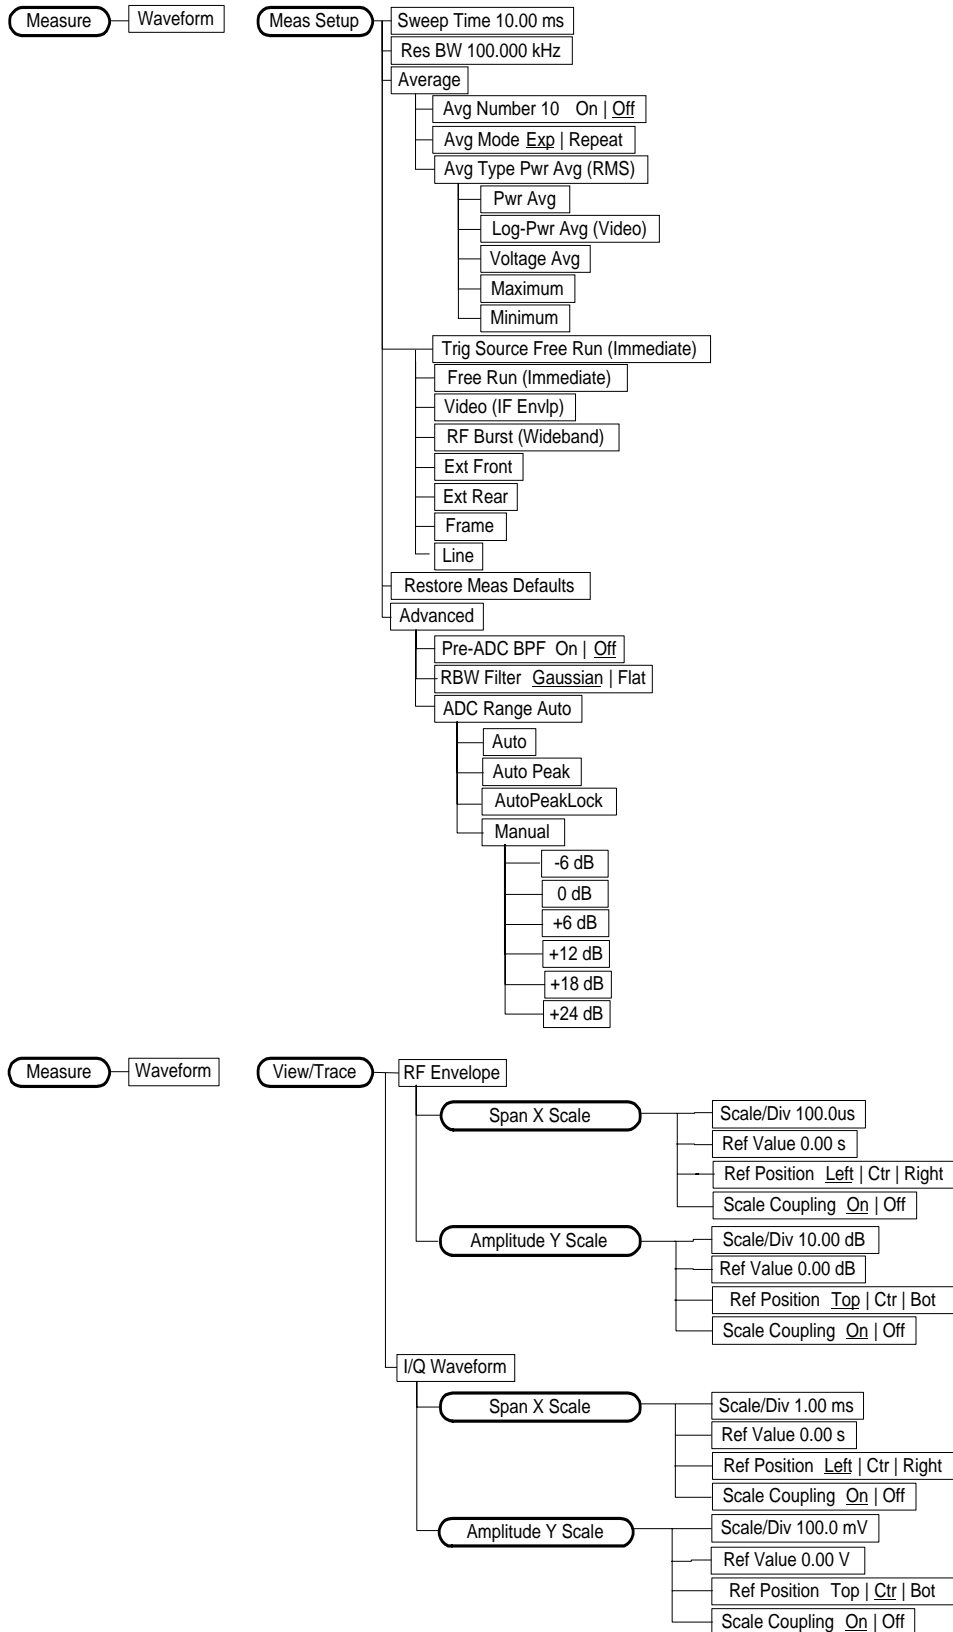 Measure
Waveform
Meas Setup
Sweep Time 10.00 ms
Res BW 100.000 kHz
Average
Avg Number 10 On | Off
Avg Mode Exp | Repeat
Avg Type Pwr Avg (RMS)
Pwr Avg
Log-Pwr Avg (Video)
Voltage Avg
Maximum
Minimum
Trig Source Free Run (Immediate)
Free Run (Immediate)
Video (IF Envlp)
RF Burst (Wideband)
Ext Front
Ext Rear
Frame
Line
Restore Meas Defaults
Advanced
Pre-ADC BPF On | Off
RBW Filter Gaussian | Flat
ADC Range Auto
Auto
Auto Peak
AutoPeakLock
Manual
-6 dB
0 dB
+6 dB
+12 dB
+18 dB
+24 dB
Measure
Waveform
View/Trace
RF Envelope
Span X Scale
Scale/Div 100.0us
Ref Value 0.00 s
Ref Position Left | Ctr | Right
Scale Coupling On | Off
Amplitude Y Scale
Scale/Div 10.00 dB
Ref Value 0.00 dB
Ref Position Top | Ctr | Bot
Scale Coupling On | Off
I/Q Waveform
Span X Scale
Scale/Div 1.00 ms
Ref Value 0.00 s
Ref Position Left | Ctr | Right
Scale Coupling On | Off
Amplitude Y Scale
Scale/Div 100.0 mV
Ref Value 0.00 V
Ref Position Top | Ctr | Bot
Scale Coupling On | Off